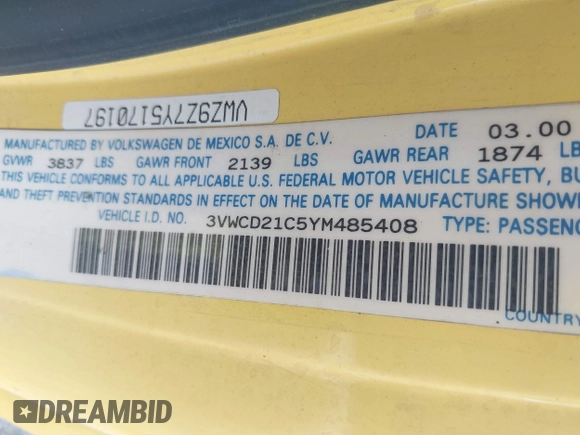 VWZ9Z7Y5170197
MANUFACTURED BY VOLKSWAGEN DE MEXICO S.A. DE C.V. DATE 03.00
GVWR 3837 LBS GAWR FRONT 2139 LBS GAWR REAR 1874 LB
THIS VEHICLE CONFORMS TO ALL APPLICABLE U.S. FEDERAL MOTOR VEHICLE SAFETY, BU
AND THEFT PREVENTION STANDARDS IN EFFECT ON THE DATE OF MANUFACTURE SHOW
VEHICLE I.D. NO. 3VWCD21C5YM485408 TYPE: PASSENG
COUNTRY
DREAMBID